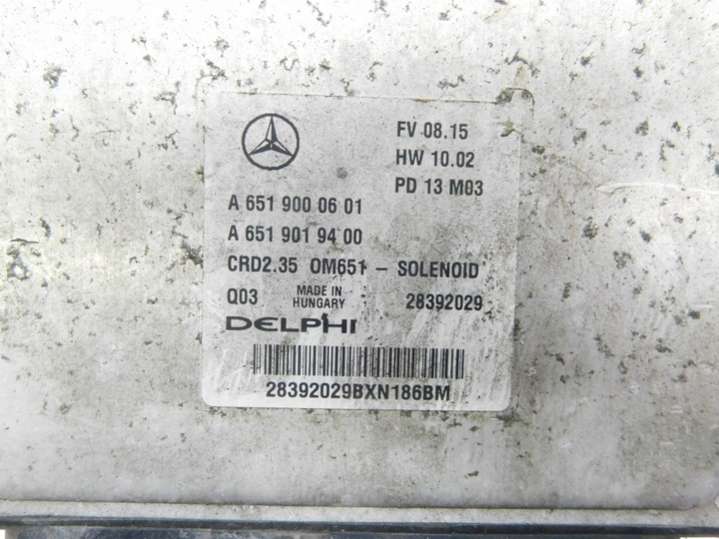 FV 08.15
HW 10.02
PD 13 M03
A 651 900 06 01
A 651 901 94 00
CRD2.35 OM651 - SOLENOID
Q03 MADE IN HUNGARY 28392029
DELPHI
28392029BXN186BM